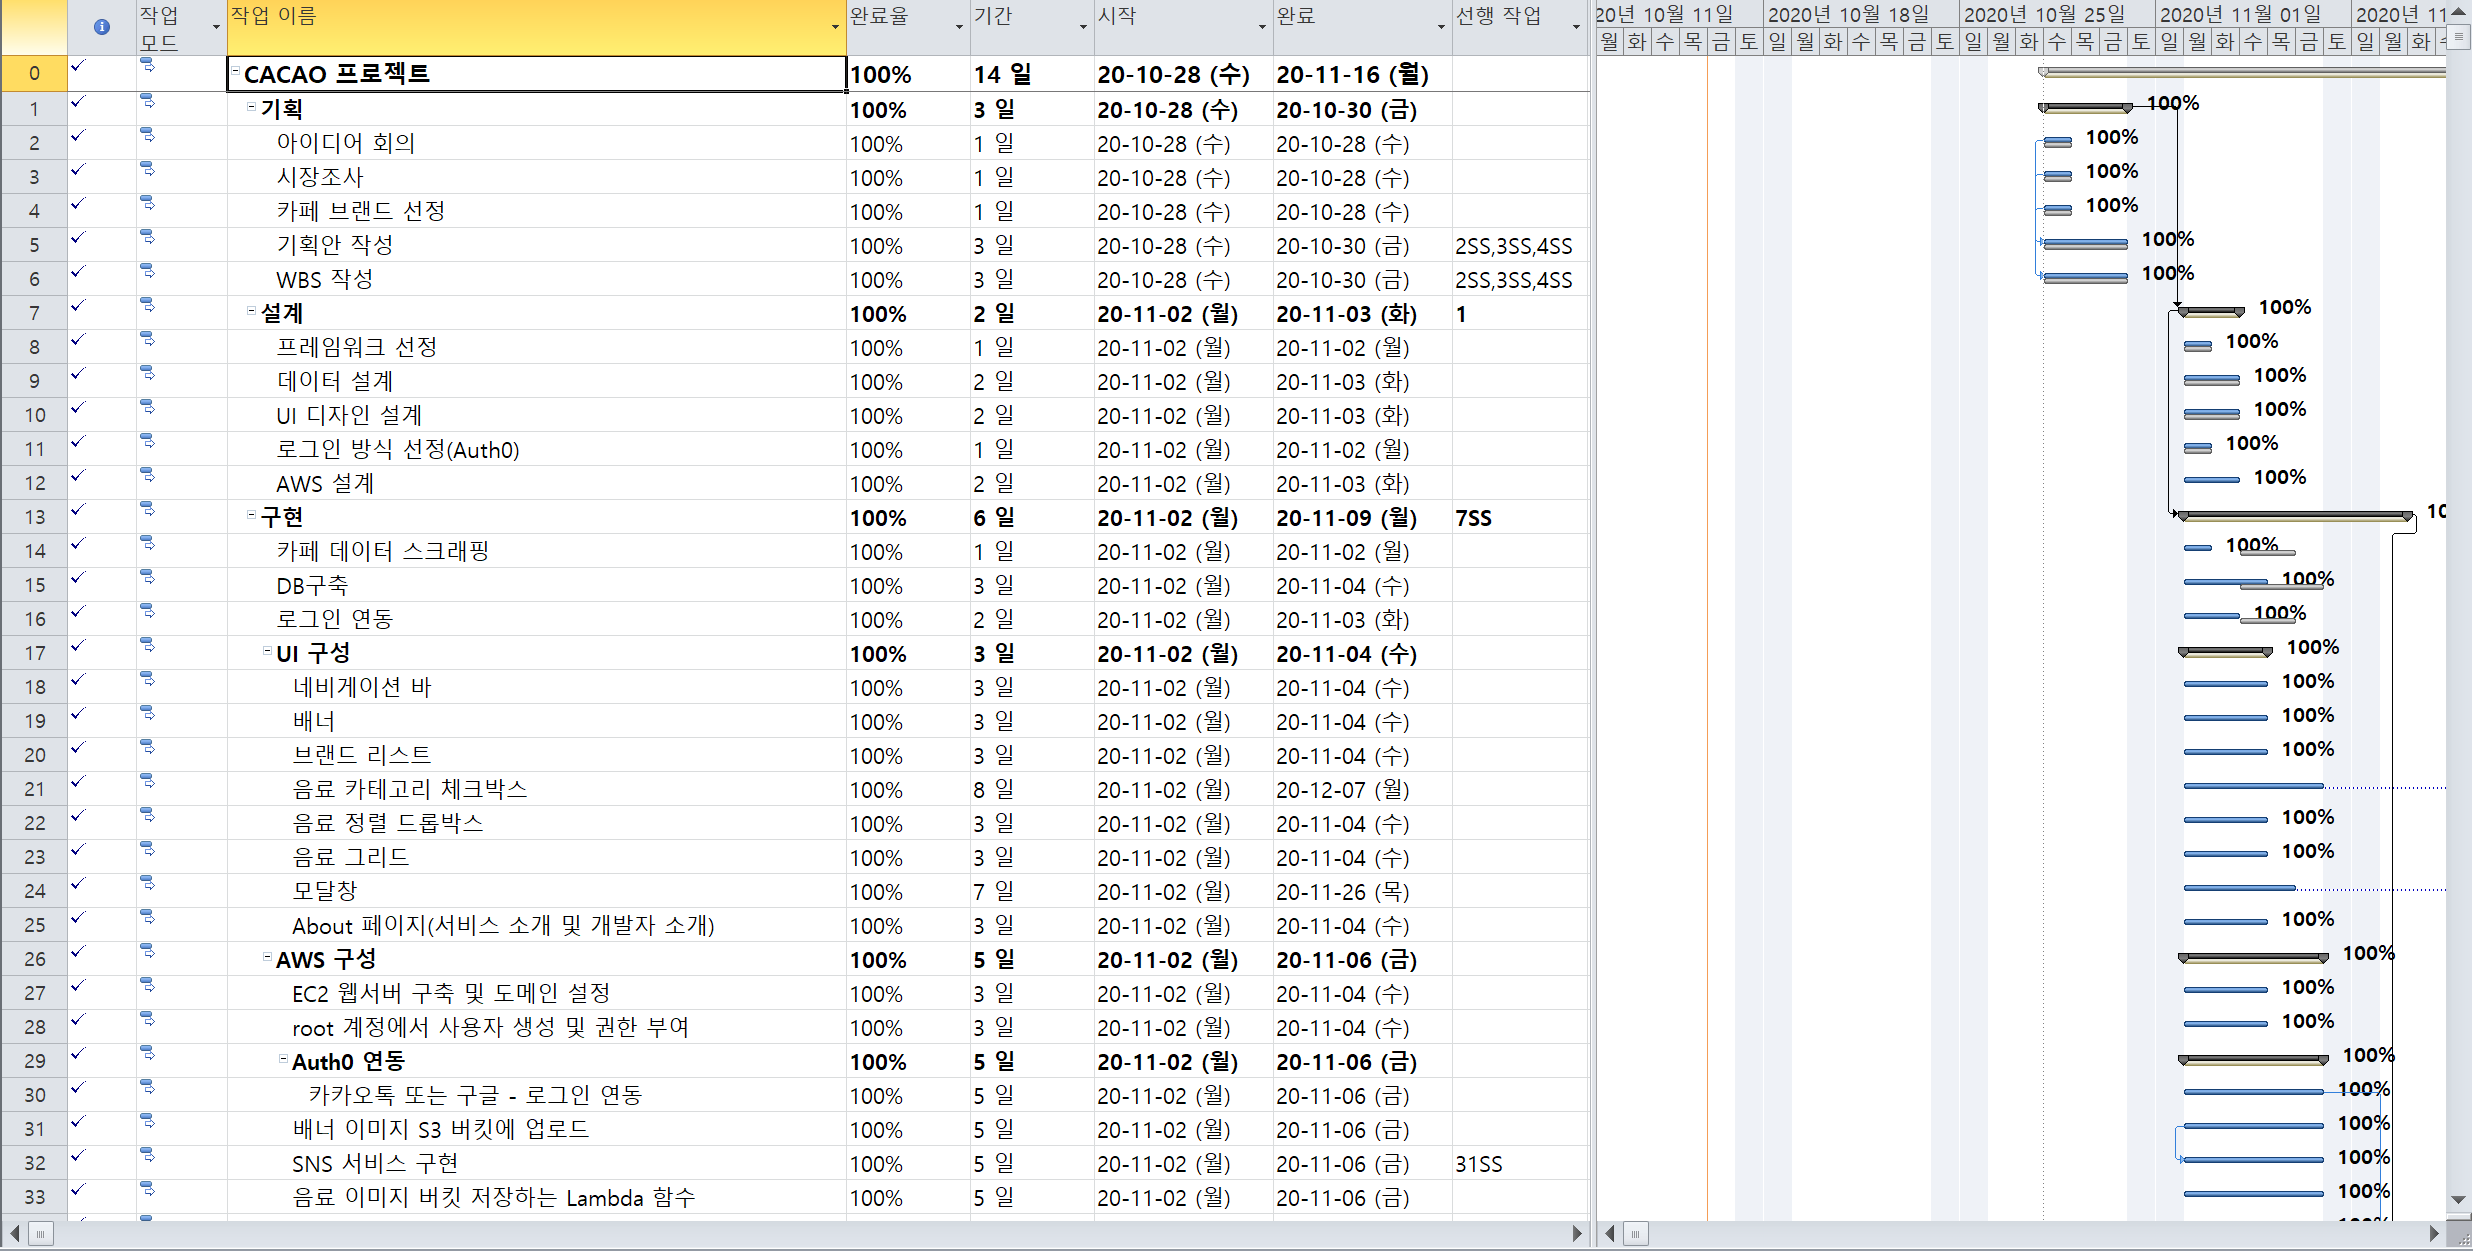 작업 모드 작업 이름 완료율 기간 시작 완료 선행 작업
20년 10월 11일 2020년 10월 18일 2020년 10월 25일 2020년 11월 01일 2020년 11
월 화 수 목 금 토 일 월 화 수 목 금 토 일 월 화 수 목 금 토 일 월 화 수 목 금 토 일 월 화
0 CACAO 프로젝트 100% 14 일 20-10-28 (수) 20-11-16 (월)
1 기획 100% 3 일 20-10-28 (수) 20-10-30 (금) 100%
2 아이디어 회의 100% 1 일 20-10-28 (수) 20-10-28 (수) 100%
3 시장조사 100% 1 일 20-10-28 (수) 20-10-28 (수) 100%
4 카페 브랜드 선정 100% 1 일 20-10-28 (수) 20-10-28 (수) 100%
5 기획안 작성 100% 3 일 20-10-28 (수) 20-10-30 (금) 2SS,3SS,4SS 100%
6 WBS 작성 100% 3 일 20-10-28 (수) 20-10-30 (금) 2SS,3SS,4SS 100%
7 설계 100% 2 일 20-11-02 (월) 20-11-03 (화) 1 100%
8 프레임워크 선정 100% 1 일 20-11-02 (월) 20-11-02 (월) 100%
9 데이터 설계 100% 2 일 20-11-02 (월) 20-11-03 (화) 100%
10 UI 디자인 설계 100% 2 일 20-11-02 (월) 20-11-03 (화) 100%
11 로그인 방식 선정(Auth0) 100% 1 일 20-11-02 (월) 20-11-02 (월) 100%
12 AWS 설계 100% 2 일 20-11-02 (월) 20-11-03 (화) 100%
13 구현 100% 6 일 20-11-02 (월) 20-11-09 (월) 7SS 10
14 카페 데이터 스크래핑 100% 1 일 20-11-02 (월) 20-11-02 (월) 100%
15 DB구축 100% 3 일 20-11-02 (월) 20-11-04 (수) 100%
16 로그인 연동 100% 2 일 20-11-02 (월) 20-11-03 (화) 100%
17 UI 구성 100% 3 일 20-11-02 (월) 20-11-04 (수) 100%
18 네비게이션 바 100% 3 일 20-11-02 (월) 20-11-04 (수) 100%
19 배너 100% 3 일 20-11-02 (월) 20-11-04 (수) 100%
20 브랜드 리스트 100% 3 일 20-11-02 (월) 20-11-04 (수) 100%
21 음료 카테고리 체크박스 100% 8 일 20-11-02 (월) 20-12-07 (월)
22 음료 정렬 드롭박스 100% 3 일 20-11-02 (월) 20-11-04 (수) 100%
23 음료 그리드 100% 3 일 20-11-02 (월) 20-11-04 (수) 100%
24 모달창 100% 7 일 20-11-02 (월) 20-11-26 (목)
25 About 페이지(서비스 소개 및 개발자 소개) 100% 3 일 20-11-02 (월) 20-11-04 (수) 100%
26 AWS 구성 100% 5 일 20-11-02 (월) 20-11-06 (금) 100%
27 EC2 웹서버 구축 및 도메인 설정 100% 3 일 20-11-02 (월) 20-11-04 (수) 100%
28 root 계정에서 사용자 생성 및 권한 부여 100% 3 일 20-11-02 (월) 20-11-04 (수) 100%
29 Auth0 연동 100% 5 일 20-11-02 (월) 20-11-06 (금) 100%
30 카카오톡 또는 구글 - 로그인 연동 100% 5 일 20-11-02 (월) 20-11-06 (금) 100%
31 배너 이미지 S3 버킷에 업로드 100% 5 일 20-11-02 (월) 20-11-06 (금) 100%
32 SNS 서비스 구현 100% 5 일 20-11-02 (월) 20-11-06 (금) 31SS 100%
33 음료 이미지 버킷 저장하는 Lambda 함수 100% 5 일 20-11-02 (월) 20-11-06 (금) 100%